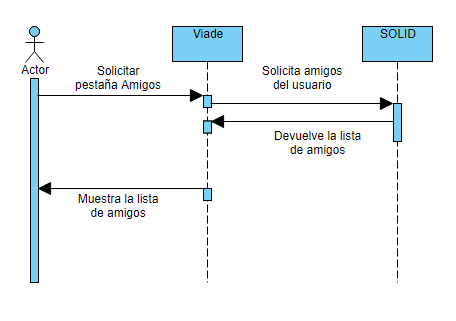 Viade
SOLID
Actor
Solicitar
pestaña Amigos
Solicita amigos
del usuario
Devuelve la lista
de amigos
Muestra la lista
de amigos